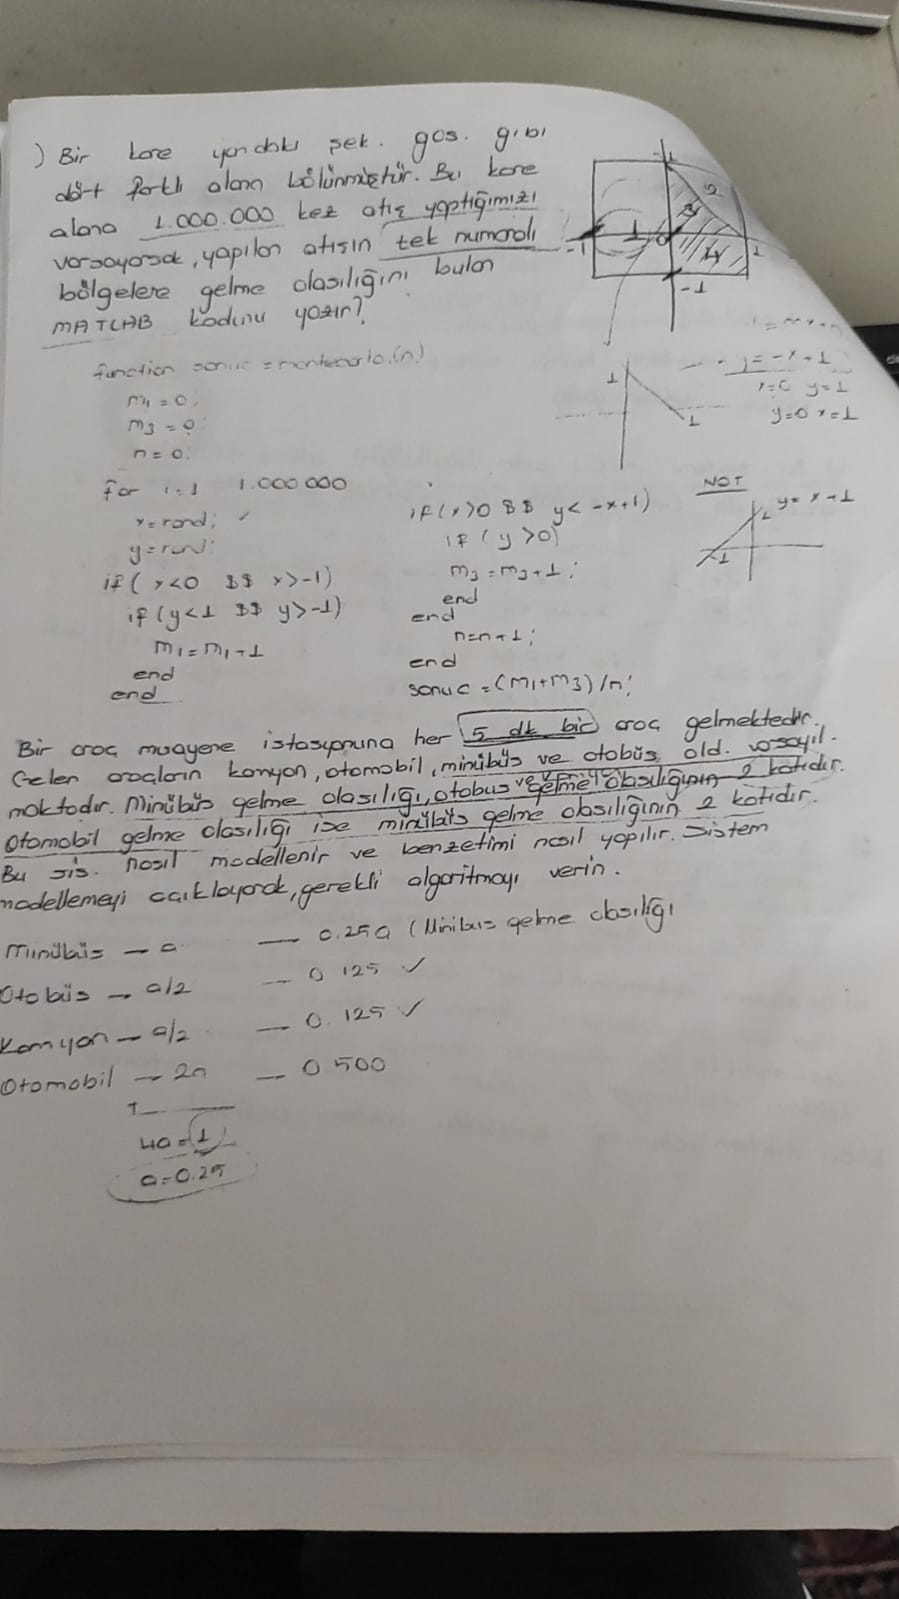 ) Bir kare yandaki şek. gös. gibi
dört farklı alana bölünmüştür. Bu kare
alana 1.000.000 kez atış yaptığımızı
varsayarsak, yapılan atışın tek numaralı
bölgelere gelme olasılığını bulan
MATLAB kodunu yazın?
1
2
3
1
0
-1
4
1
-1
y=-x+1
x=0 y=1
y=0 x=1
1
1
function sonuc = montecarlo(n)
m1 = 0;
m3 = 0;
n = 0;
for i=1 1.000.000
x=rand; ✓
y=rand;
if( x<0 && x>-1)
if(y<1 && y>-1)
m1=m1+1
end
end
if(x>0 && y< -x+1)
if (y>0)
m3=m3+1;
end
end
n=n+1;
end
sonuc =(m1+m3)/n;
NOT
y=x+1
1
-1
Bir araç muayene istasyonuna her 5 dk bir araç gelmektedir.
Gelen araçların kamyon, otomobil, minübüs ve otobüs old. varsayıl.
maktadır. Minübüs gelme olasılığı, otobüs ve gelme olasılığının 2 katıdır.
Otomobil gelme olasılığı ise minübüs gelme olasılığının 2 katıdır.
Bu sis. nasıl modellenir ve benzetimi nasıl yapılır. Sistem
modellemeyi açıklayarak, gerekli algoritmayı verin.
Minübüs — a — 0.250 (Minibüs gelme olasılığı
Otobüs — a/2 — 0.125 ✓
Kamyon — a/2 — 0.125 ✓
Otomobil — 2a — 0.500
4a = 1
a=0.25